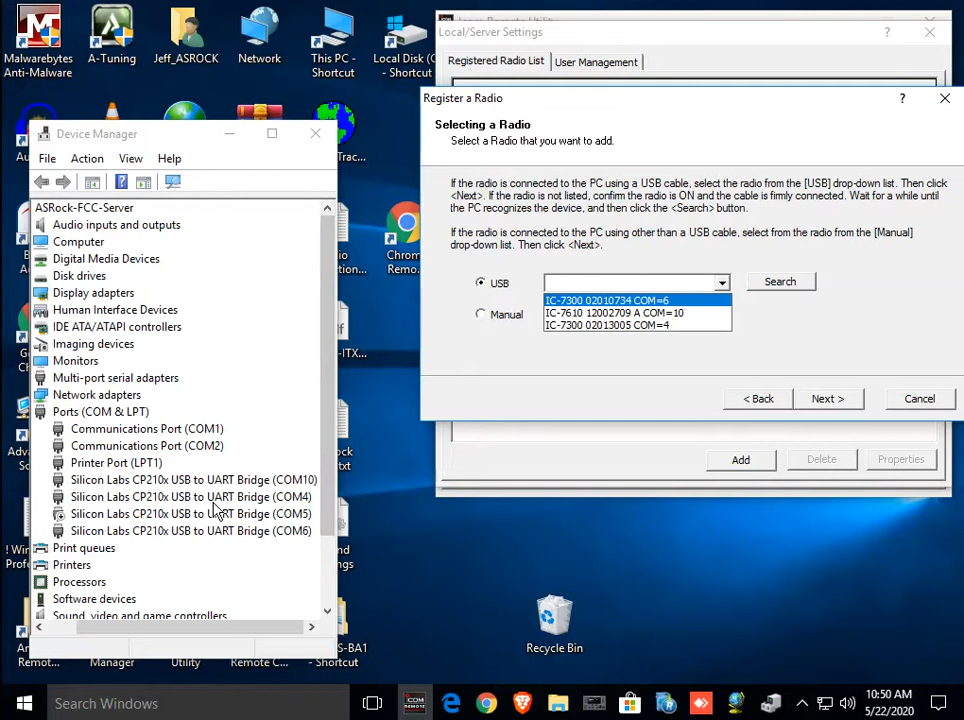 Malwarebytes
Anti-Malware
A-Tuning
Jeff_ASROCK
Network
This PC -
Shortcut
Local Disk (C
- Shortcut
Local/Server Settings
?
Registered Radio List
User Management
Register a Radio
?
Selecting a Radio
Select a Radio that you want to add.
If the radio is connected to the PC using a USB cable, select the radio from the [USB] drop-down list. Then click
<Next>. If the radio is not listed, confirm the radio is ON and the cable is firmly connected. Wait for a while until
the PC recognizes the device, and then click the <Search> button.
If the radio is connected to the PC using other than a USB cable, select from the radio from the [Manual]
drop-down list. Then click <Next>.
USB
Search
IC-7300 02010734 COM=6
IC-7610 12002709 A COM=10
IC-7300 02013005 COM=4
Manual
< Back
Next >
Cancel
Add
Delete
Properties
Device Manager
File Action View Help
ASRock-FCC-Server
Audio inputs and outputs
Computer
Digital Media Devices
Disk drives
Display adapters
Human Interface Devices
IDE ATA/ATAPI controllers
Imaging devices
Monitors
Multi-port serial adapters
Network adapters
Ports (COM & LPT)
Communications Port (COM1)
Communications Port (COM2)
Printer Port (LPT1)
Silicon Labs CP210x USB to UART Bridge (COM10)
Silicon Labs CP210x USB to UART Bridge (COM4)
Silicon Labs CP210x USB to UART Bridge (COM5)
Silicon Labs CP210x USB to UART Bridge (COM6)
Print queues
Printers
Processors
Software devices
Sound, video and game controllers
Trac...
Chrom
Remo...
Remot...
Manager
Utility
Remote C...
- Shortcut
Recycle Bin
Search Windows
10:50 AM
5/22/2020